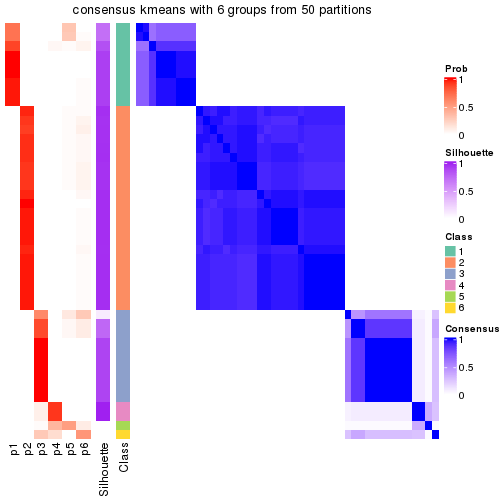 consensus kmeans with 6 groups from 50 partitions
Prob
1
0.5
0
Silhouette
1
0.5
0
Class
1
2
3
4
5
6
Consensus
1
0.5
0
p1
p2
p3
p4
p5
p6
Silhouette
Class